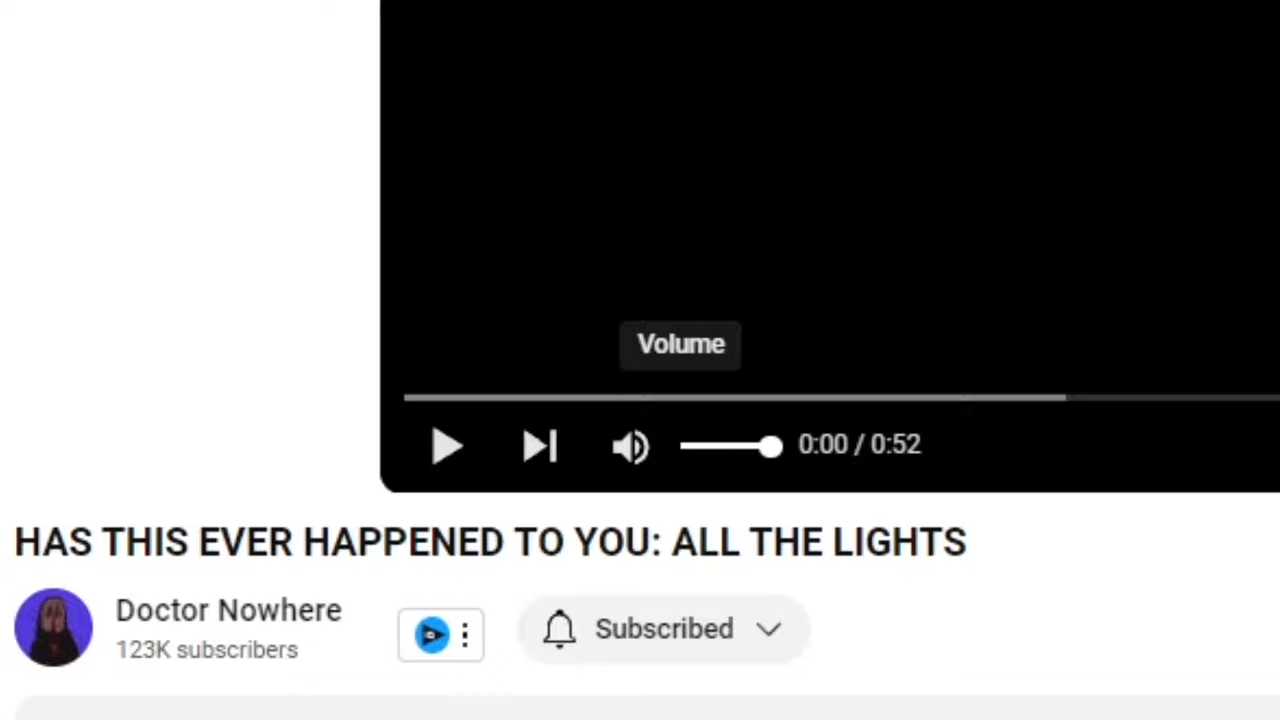 Volume
0:00 / 0:52
HAS THIS EVER HAPPENED TO YOU: ALL THE LIGHTS
Doctor Nowhere
123K subscribers
Subscribed